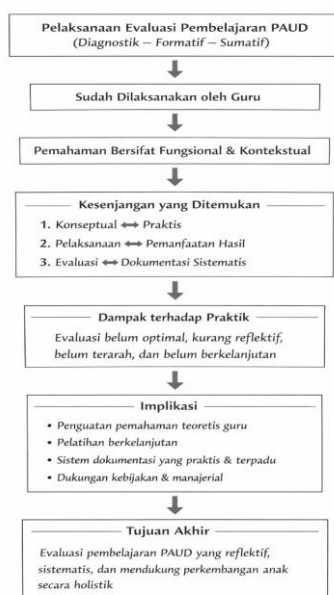 Pelaksanaan Evaluasi Pembelajaran PAUD
(Diagnostik – Formatif – Sumatif)
Sudah Dilaksanakan oleh Guru
Pemahaman Bersifat Fungsional & Kontekstual
Kesenjangan yang Ditemukan
1. Konseptual ⟷ Praktis
2. Pelaksanaan ⟷ Pemanfaatan Hasil
3. Evaluasi ⟷ Dokumentasi Sistematis
Dampak terhadap Praktik
Evaluasi belum optimal, kurang reflektif,
belum terarah, dan belum berkelanjutan
Implikasi
• Penguatan pemahaman teoretis guru
• Pelatihan berkelanjutan
• Sistem dokumentasi yang praktis & terpadu
• Dukungan kebijakan & manajerial
Tujuan Akhir
Evaluasi pembelajaran PAUD yang reflektif,
sistematis, dan mendukung perkembangan anak
secara holistik